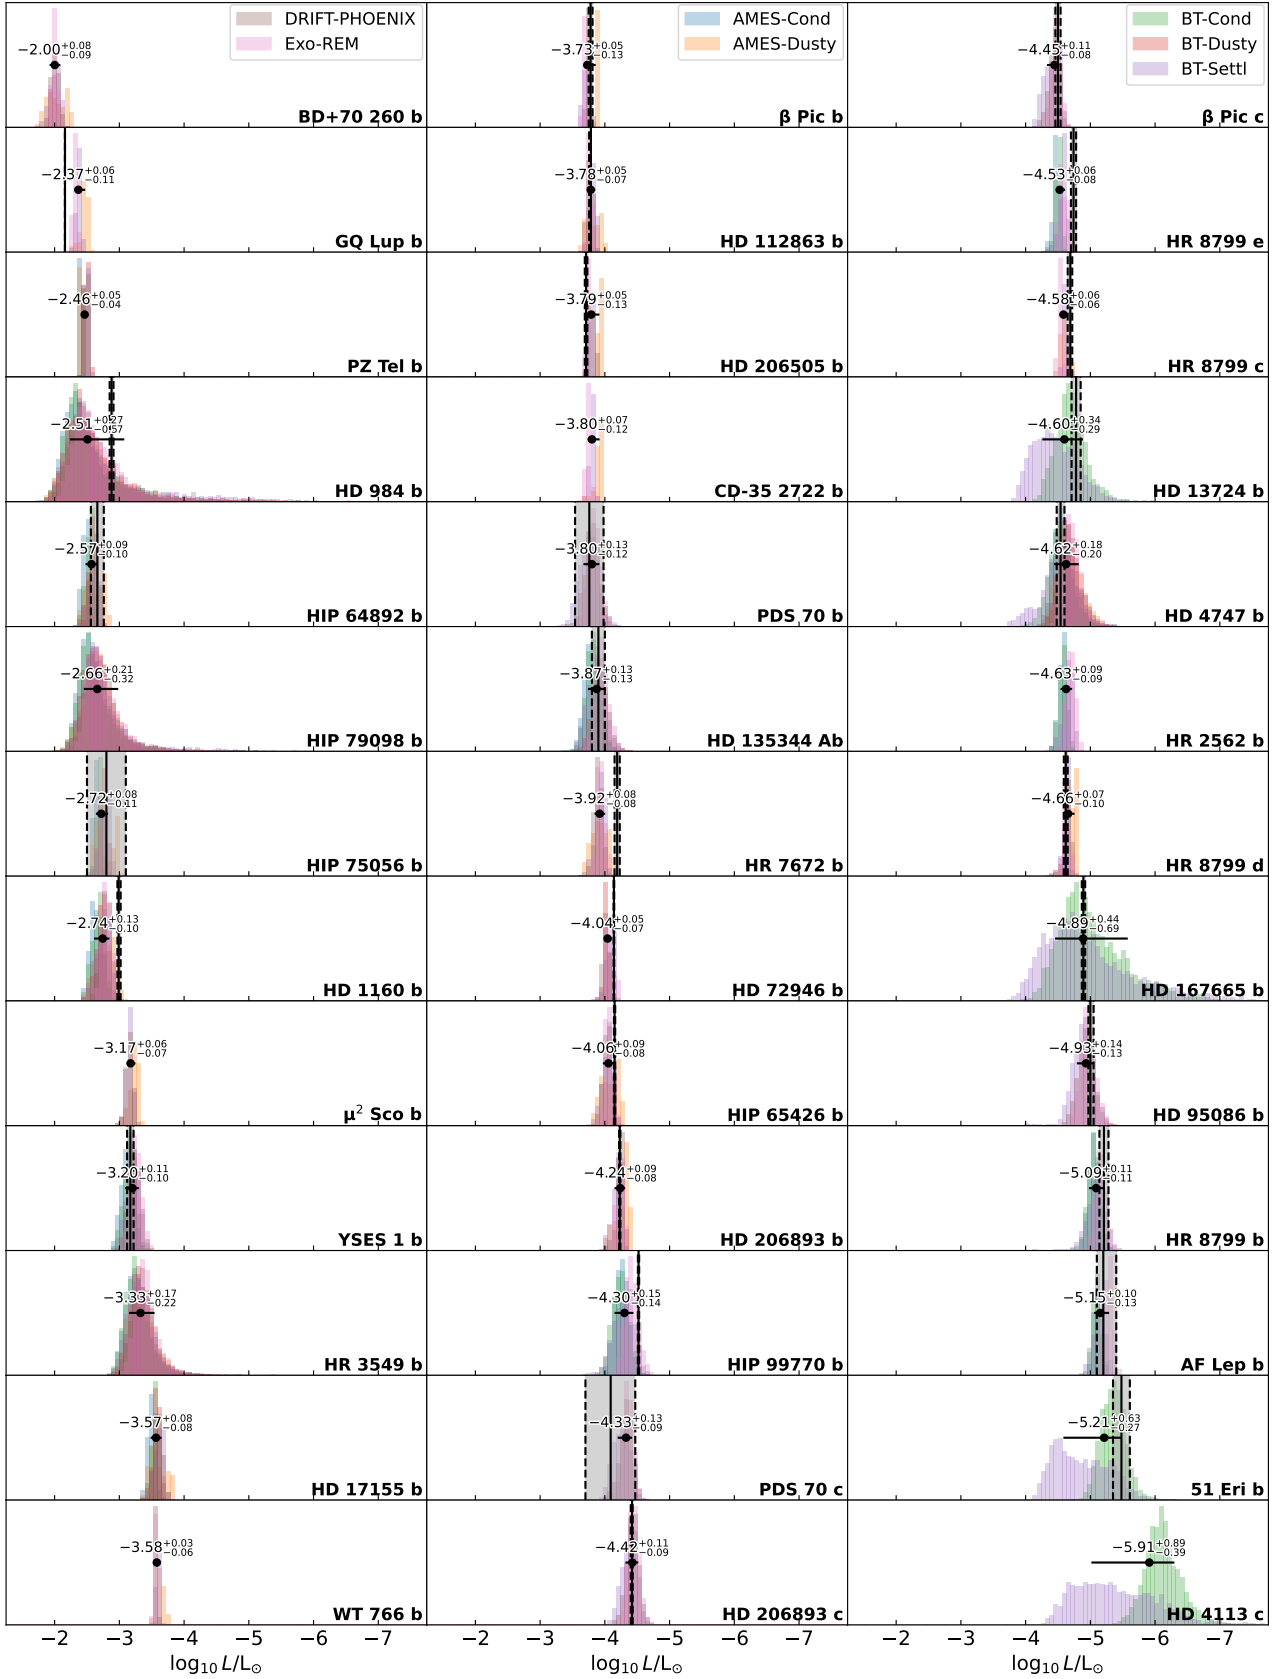 DRIFT-PHOENIX
Exo-REM
−2.00 +0.08 −0.09
BD+70 260 b
−2.37 +0.06 −0.11
GQ Lup b
−2.46 +0.05 −0.04
PZ Tel b
−2.51 +0.27 −0.57
HD 984 b
−2.57 +0.09 −0.10
HIP 64892 b
−2.66 +0.21 −0.32
HIP 79098 b
−2.72 +0.08 −0.11
HIP 75056 b
−2.74 +0.13 −0.10
HD 1160 b
−3.17 +0.06 −0.07
μ² Sco b
−3.20 +0.11 −0.10
YSES 1 b
−3.33 +0.17 −0.22
HR 3549 b
−3.57 +0.08 −0.08
HD 17155 b
−3.58 +0.03 −0.06
WT 766 b
−2 −3 −4 −5 −6 −7
log₁₀ L/L⊙
AMES-Cond
AMES-Dusty
−3.73 +0.05 −0.13
β Pic b
−3.78 +0.05 −0.07
HD 112863 b
−3.79 +0.05 −0.13
HD 206505 b
−3.80 +0.07 −0.12
CD-35 2722 b
−3.80 +0.13 −0.12
PDS 70 b
−3.87 +0.13 −0.13
HD 135344 Ab
−3.92 +0.08 −0.08
HR 7672 b
−4.04 +0.05 −0.07
HD 72946 b
−4.06 +0.09 −0.08
HIP 65426 b
−4.24 +0.09 −0.08
HD 206893 b
−4.30 +0.15 −0.14
HIP 99770 b
−4.33 +0.13 −0.09
PDS 70 c
−4.42 +0.11 −0.09
HD 206893 c
−2 −3 −4 −5 −6 −7
log₁₀ L/L⊙
BT-Cond
BT-Dusty
BT-Settl
−4.45 +0.11 −0.08
β Pic c
−4.53 +0.06 −0.08
HR 8799 e
−4.58 +0.06 −0.06
HR 8799 c
−4.60 +0.34 −0.29
HD 13724 b
−4.62 +0.18 −0.20
HD 4747 b
−4.63 +0.09 −0.09
HR 2562 b
−4.66 +0.07 −0.10
HR 8799 d
−4.89 +0.44 −0.69
HD 167665 b
−4.93 +0.14 −0.13
HD 95086 b
−5.09 +0.11 −0.11
HR 8799 b
−5.15 +0.10 −0.13
AF Lep b
−5.21 +0.63 −0.27
51 Eri b
−5.91 +0.89 −0.39
HD 4113 c
−2 −3 −4 −5 −6 −7
log₁₀ L/L⊙